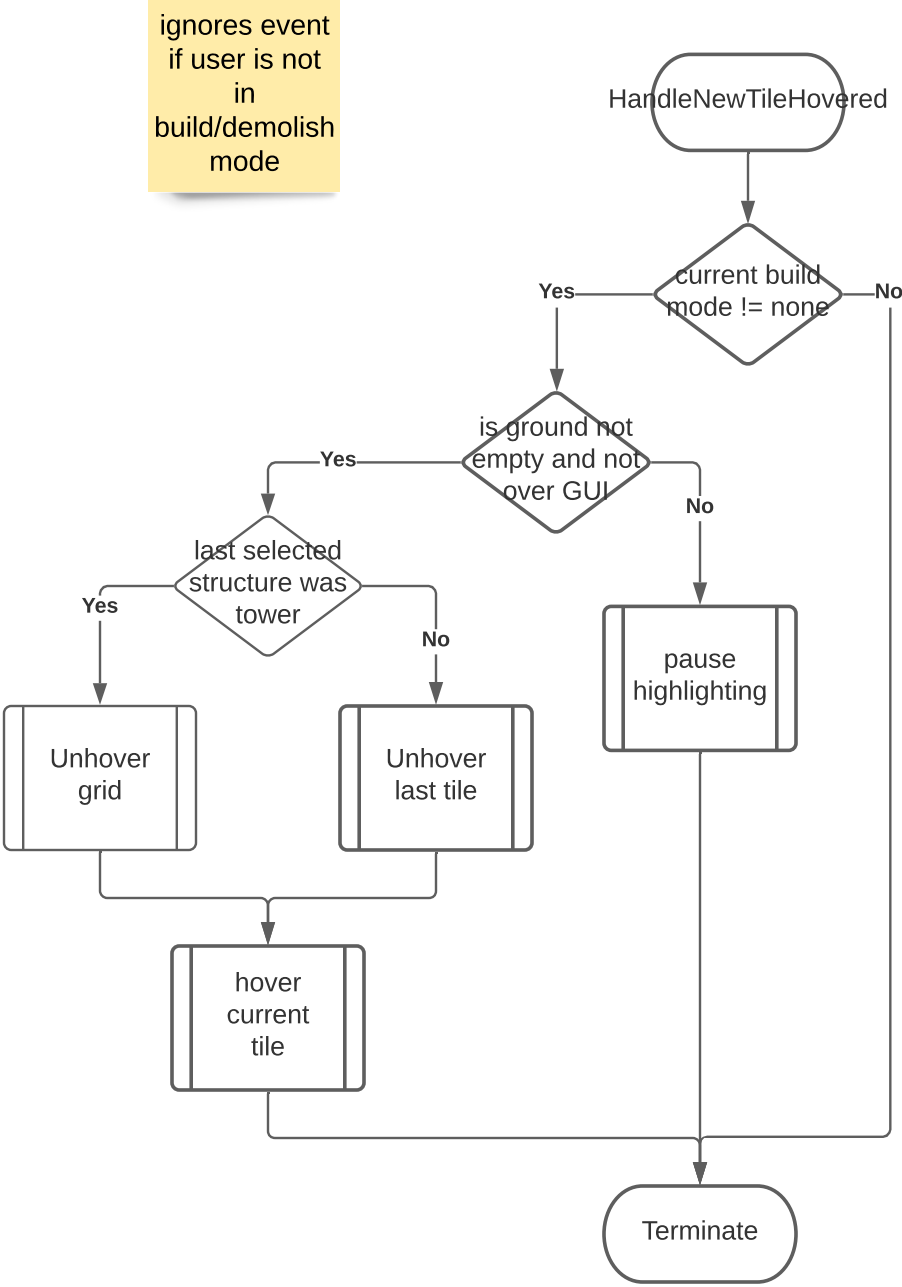 ignores event
if user is not
in
build/demolish
mode
HandleNewTileHovered
current build
mode != none
Yes
No
is ground not
empty and not
over GUI
Yes
No
last selected
structure was
tower
Yes
No
pause
highlighting
Unhover
grid
Unhover
last tile
hover
current
tile
Terminate